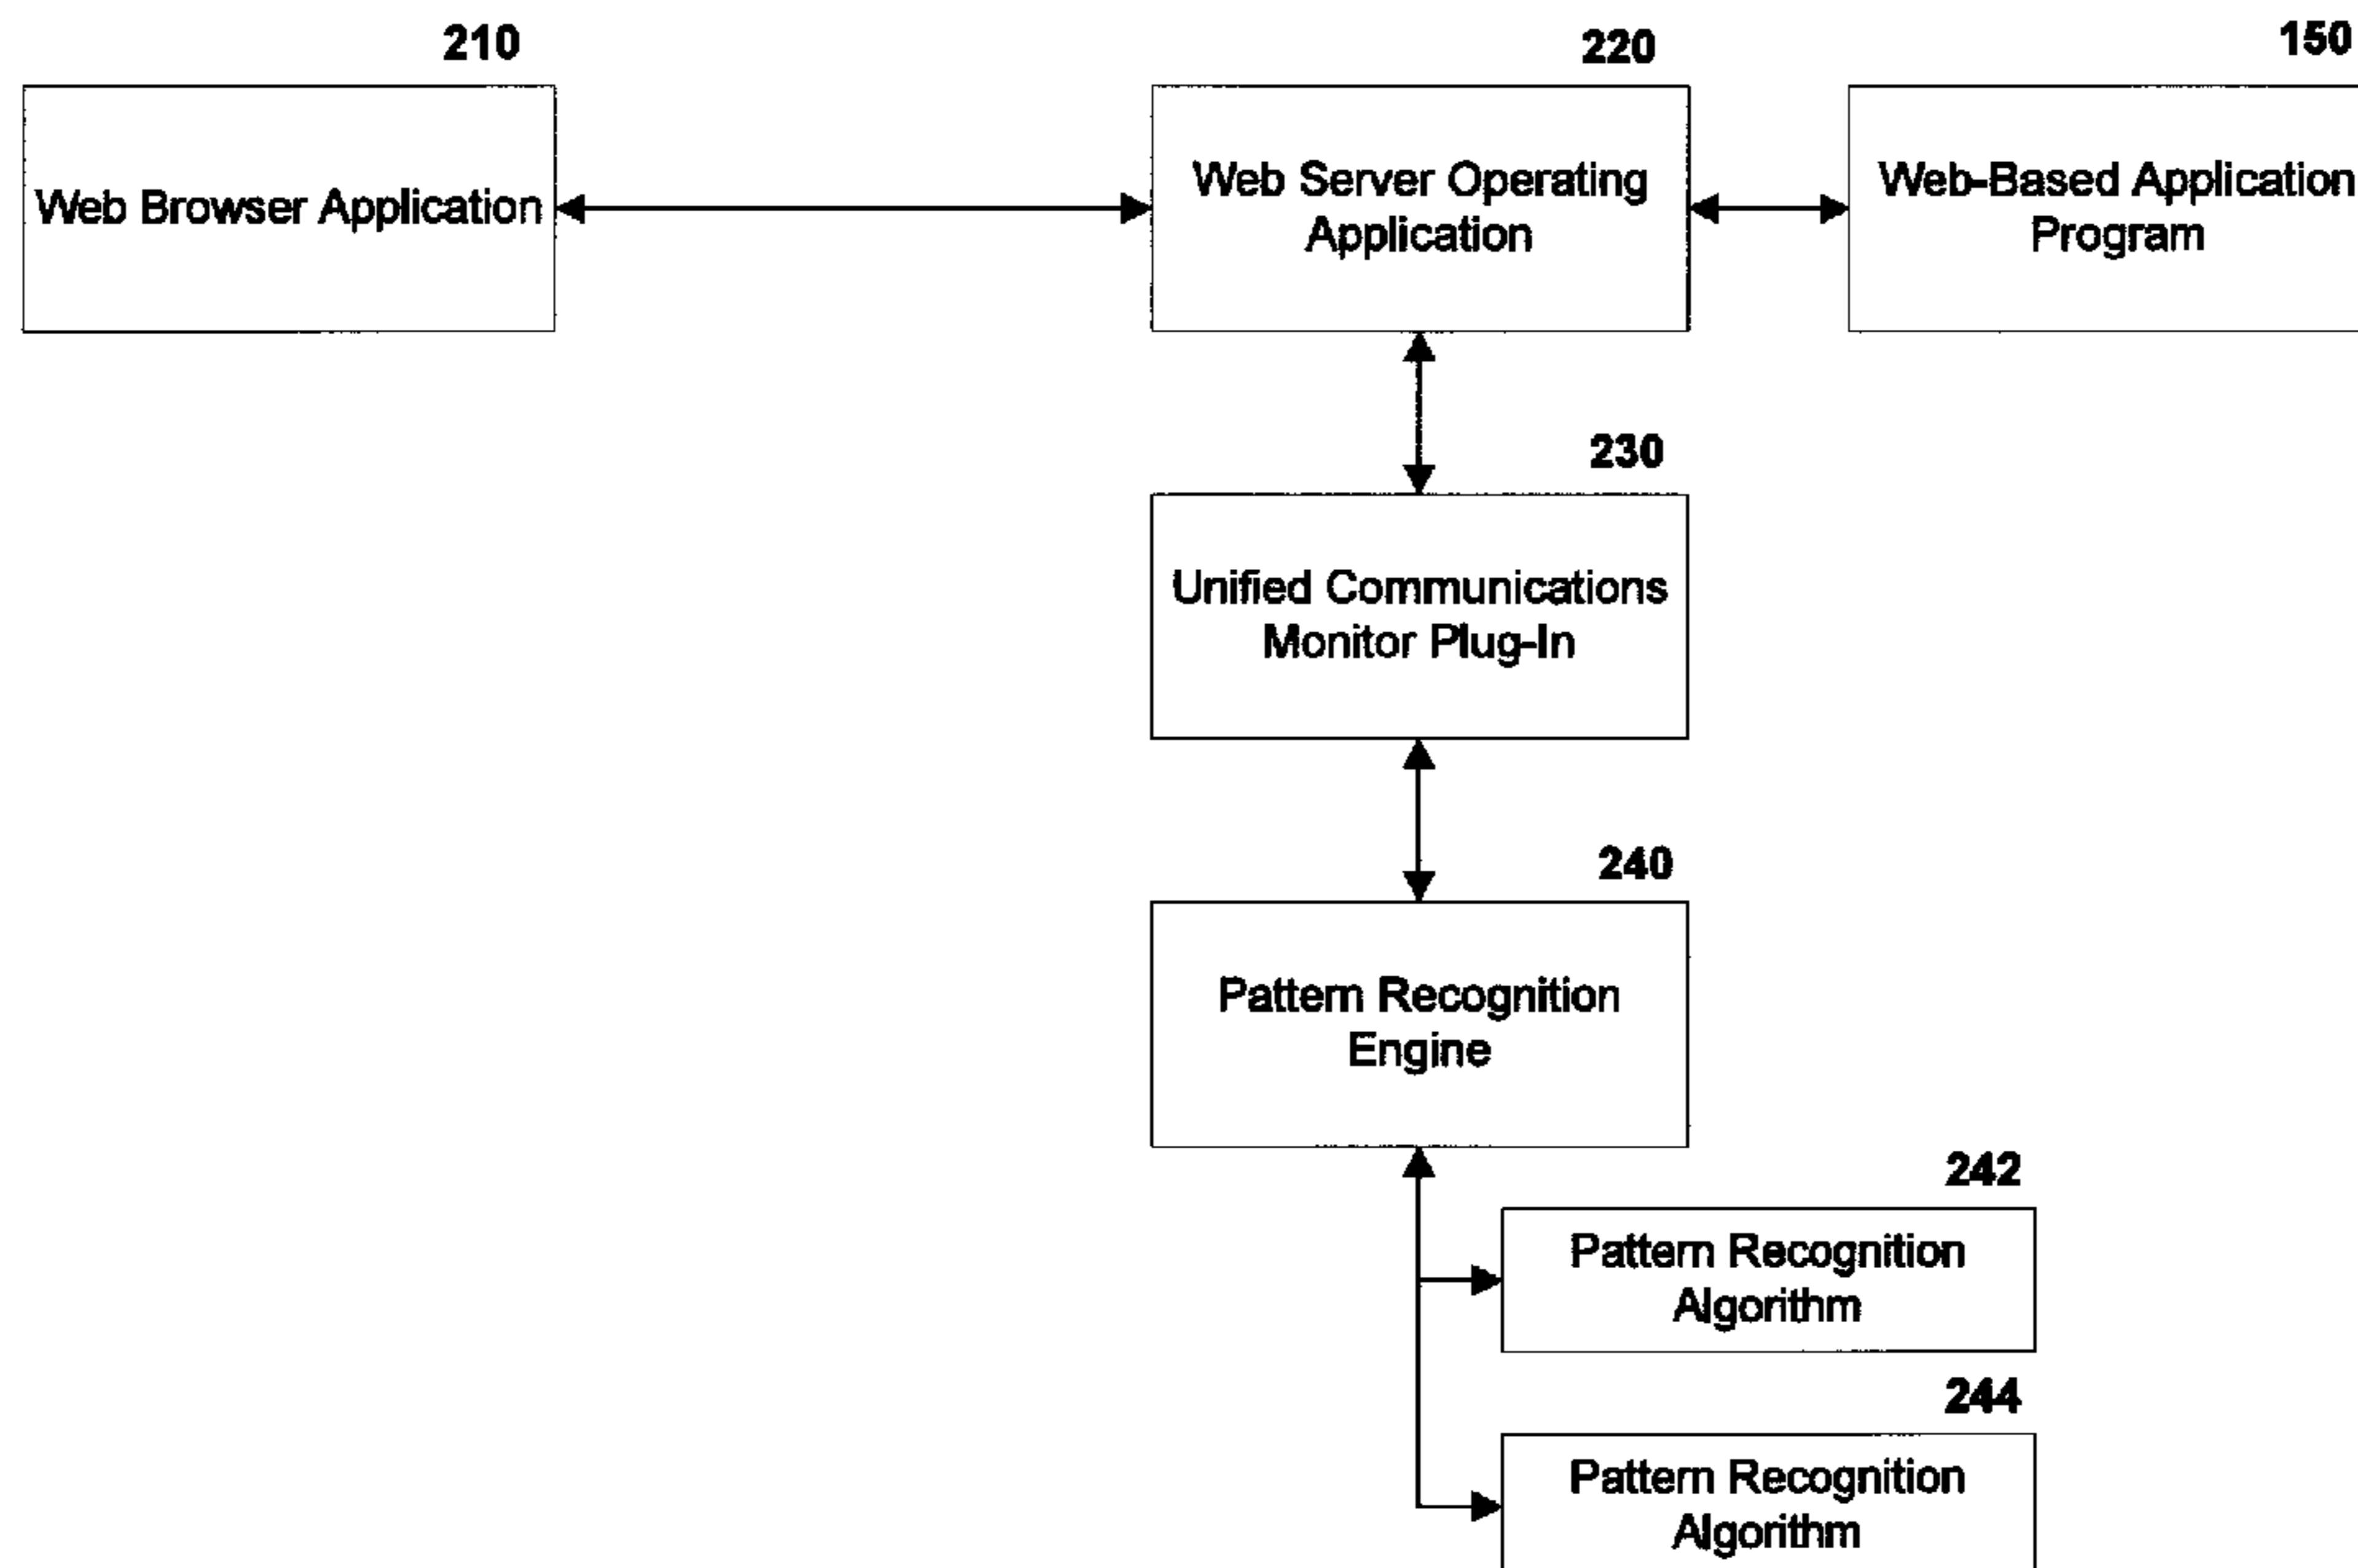 210
220
150
Web Browser Application
Web Server Operating
Application
Web-Based Application
Program
230
Unified Communications
Monitor Plug-In
240
Pattern Recognition
Engine
242
Pattern Recognition
Algorithm
244
Pattern Recognition
Algorithm